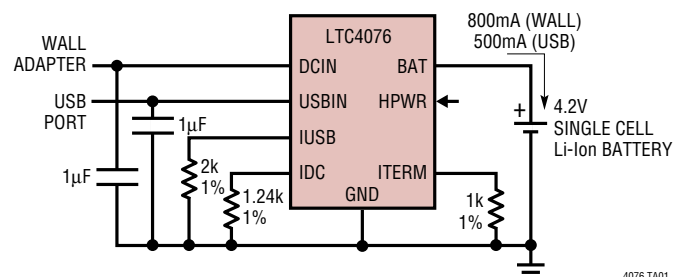 800mA (WALL)
500mA (USB)
LTC4076
WALL
ADAPTER
DCIN
BAT
USB
PORT
USBIN
HPWR
+
4.2V
SINGLE CELL
Li-Ion BATTERY
1µF
IUSB
1µF
2k
1%
IDC
ITERM
1.24k
1%
GND
1k
1%
4076 TA01